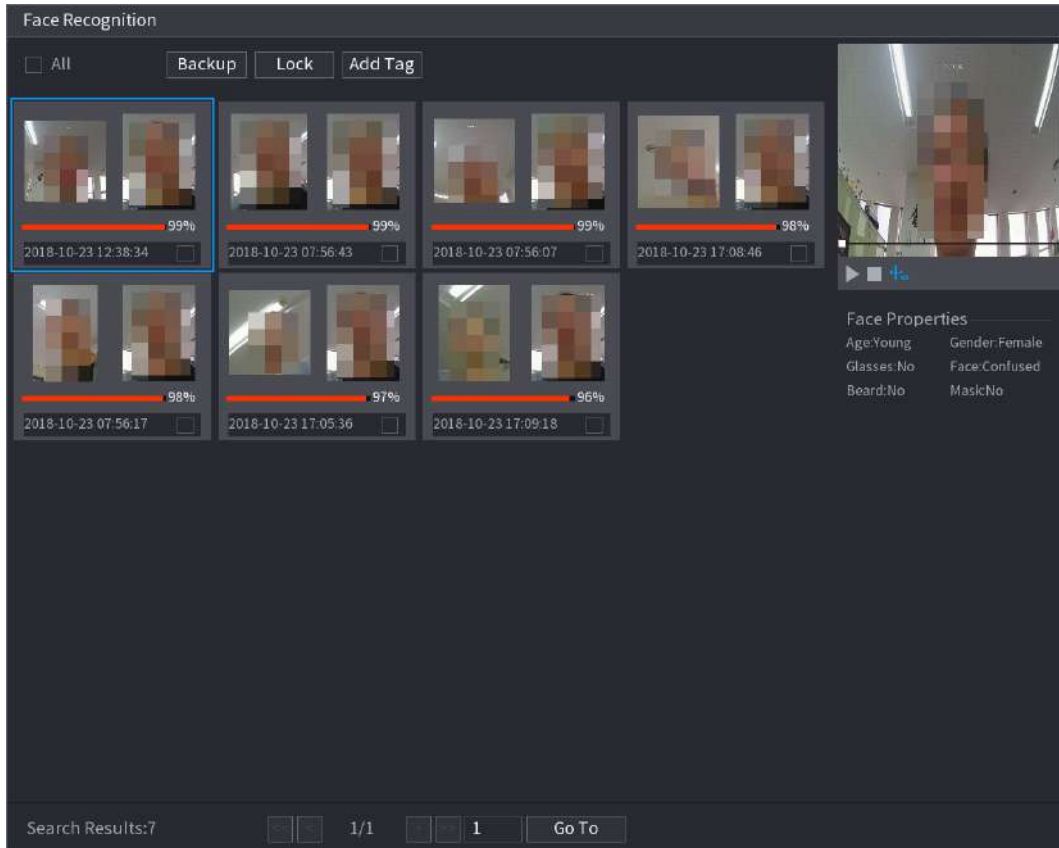 Face Recognition
All Backup Lock Add Tag
99% 99% 99% 98%
2018-10-23 12:38:34 2018-10-23 07:56:43 2018-10-23 07:56:07 2018-10-23 17:08:46
98% 97% 96%
2018-10-23 07:56:17 2018-10-23 17:05:36 2018-10-23 17:09:18
Face Properties
Age:Young Gender:Female
Glasses:No Face:Confused
Beard:No Mask:No
Search Results:7 << < 1/1 > >> 1 Go To